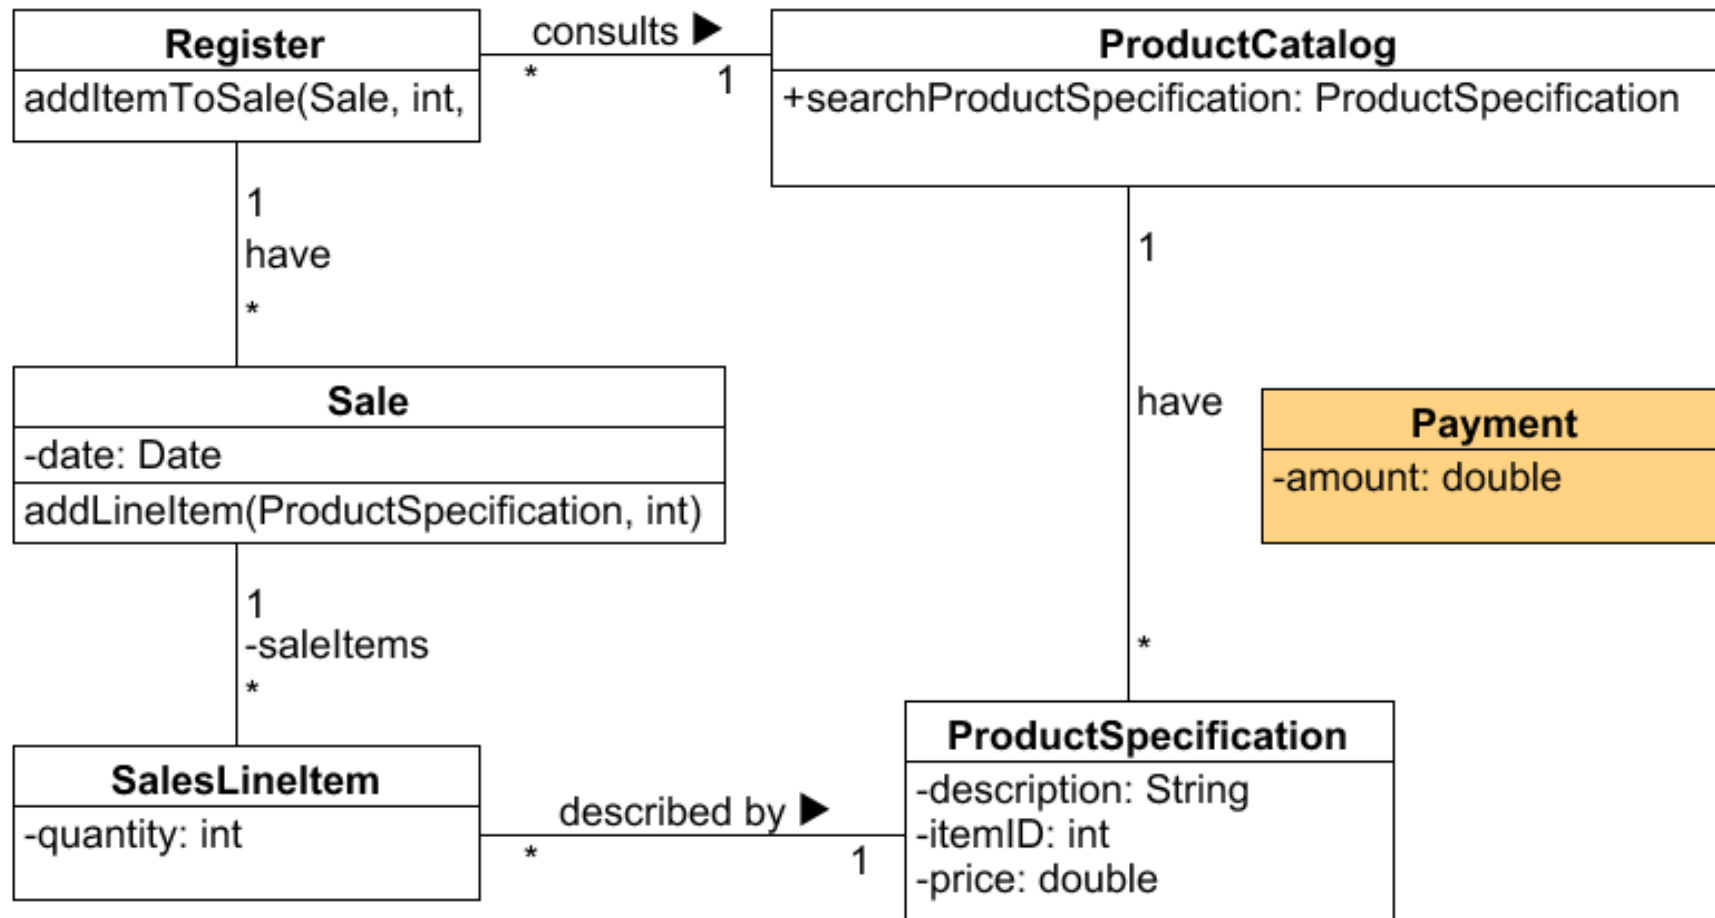 Register
addItemToSale(Sale, int,
consults ▶
* 1
ProductCatalog
+searchProductSpecification: ProductSpecification
1
have
*
1
have
*
Sale
-date: Date
addLineItem(ProductSpecification, int)
Payment
-amount: double
1
-saleItems
*
SalesLineItem
-quantity: int
described by ▶
* 1
ProductSpecification
-description: String
-itemID: int
-price: double